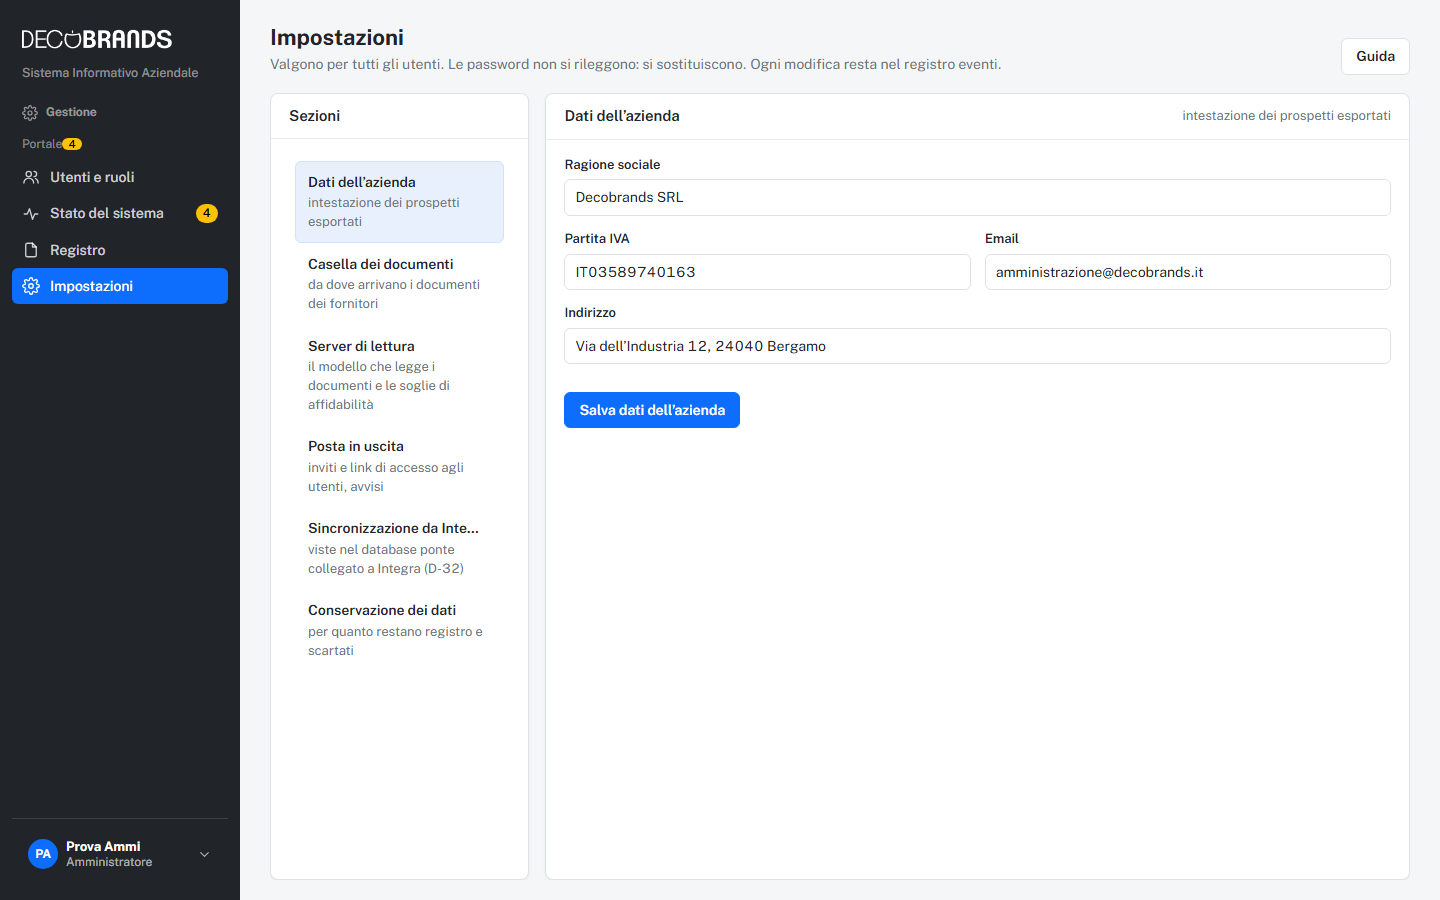 DECOBRANDS
Sistema Informativo Aziendale
Gestione
Portale 4
Utenti e ruoli
Stato del sistema 4
Registro
Impostazioni
PA
Prova Ammi
Amministratore
Impostazioni
Valgono per tutti gli utenti. Le password non si rileggono: si sostituiscono. Ogni modifica resta nel registro eventi.
Guida
Sezioni
Dati dell’azienda
intestazione dei prospetti
esportati
Casella dei documenti
da dove arrivano i documenti
dei fornitori
Server di lettura
il modello che legge i
documenti e le soglie di
affidabilità
Posta in uscita
inviti e link di accesso agli
utenti, avvisi
Sincronizzazione da Inte...
viste nel database ponte
collegato a Integra (D-32)
Conservazione dei dati
per quanto restano registro e
scartati
Dati dell’azienda
intestazione dei prospetti esportati
Ragione sociale
Decobrands SRL
Partita IVA
IT03589740163
Email
amministrazione@decobrands.it
Indirizzo
Via dell’Industria 12, 24040 Bergamo
Salva dati dell’azienda